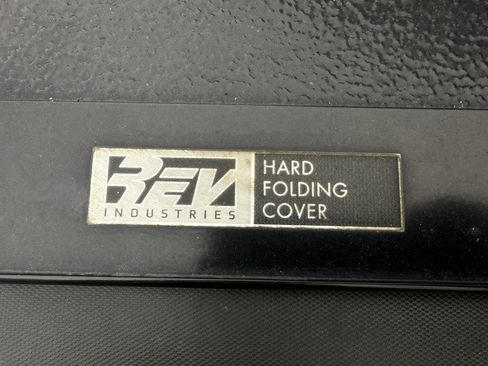 REV
INDUSTRIES
HARD
FOLDING
COVER